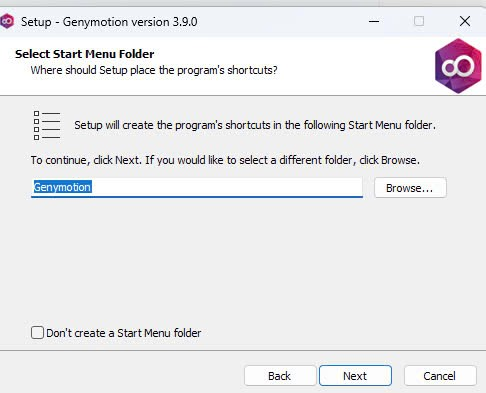 Setup - Genymotion version 3.9.0
Select Start Menu Folder
Where should Setup place the program's shortcuts?
Setup will create the program's shortcuts in the following Start Menu folder.
To continue, click Next. If you would like to select a different folder, click Browse.
Genymotion
Browse...
Don't create a Start Menu folder
Back
Next
Cancel